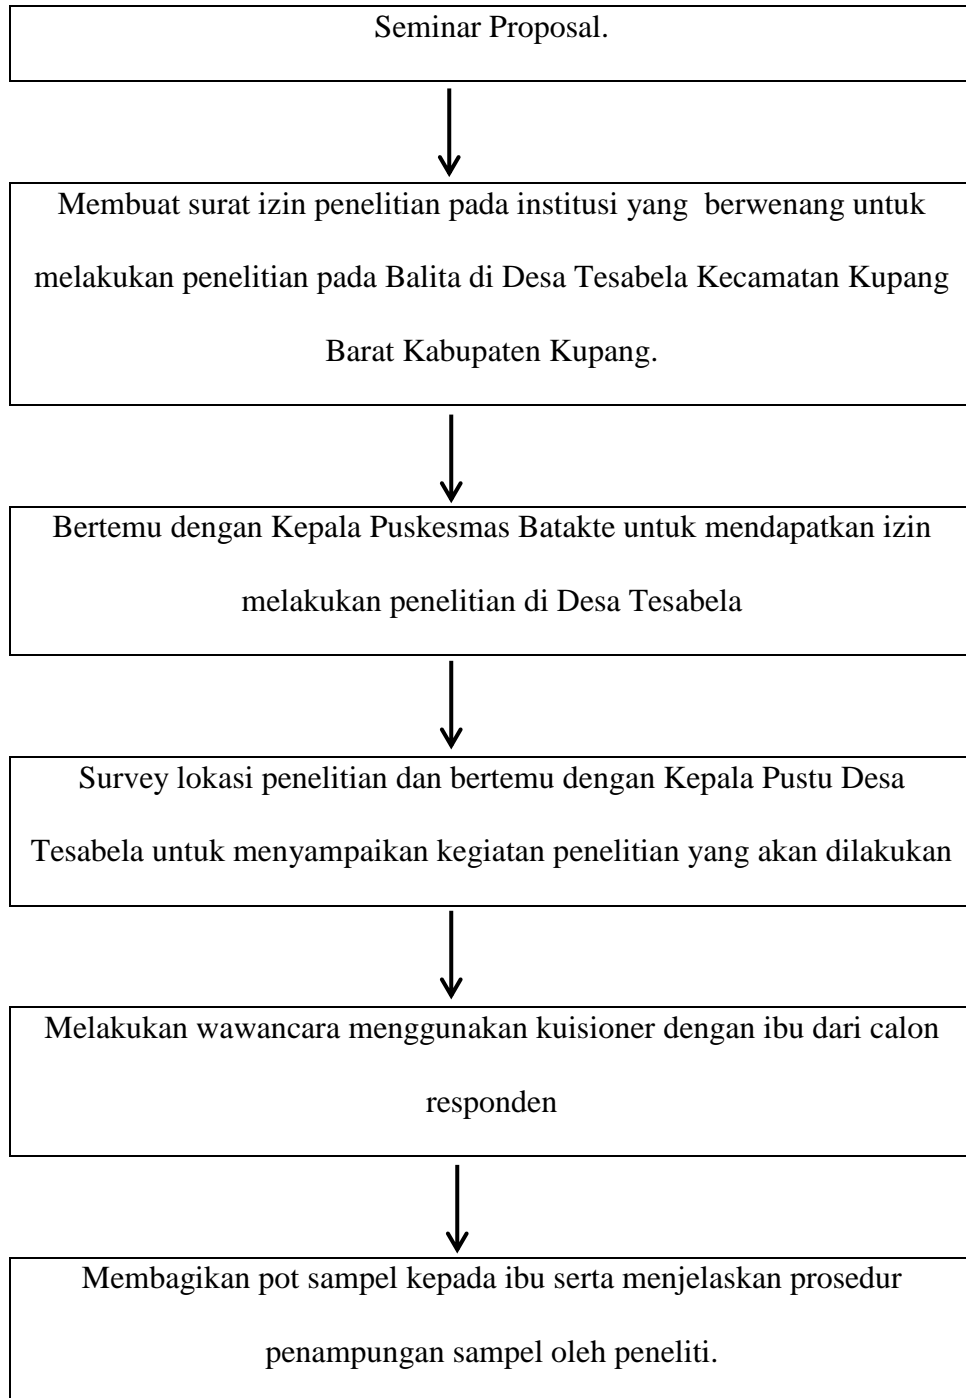 Seminar Proposal.
Membuat surat izin penelitian pada institusi yang  berwenang untuk
melakukan penelitian pada Balita di Desa Tesabela Kecamatan Kupang
Barat Kabupaten Kupang.
Bertemu dengan Kepala Puskesmas Batakte untuk mendapatkan izin
melakukan penelitian di Desa Tesabela
Survey lokasi penelitian dan bertemu dengan Kepala Pustu Desa
Tesabela untuk menyampaikan kegiatan penelitian yang akan dilakukan
Melakukan wawancara menggunakan kuisioner dengan ibu dari calon
responden
Membagikan pot sampel kepada ibu serta menjelaskan prosedur
penampungan sampel oleh peneliti.